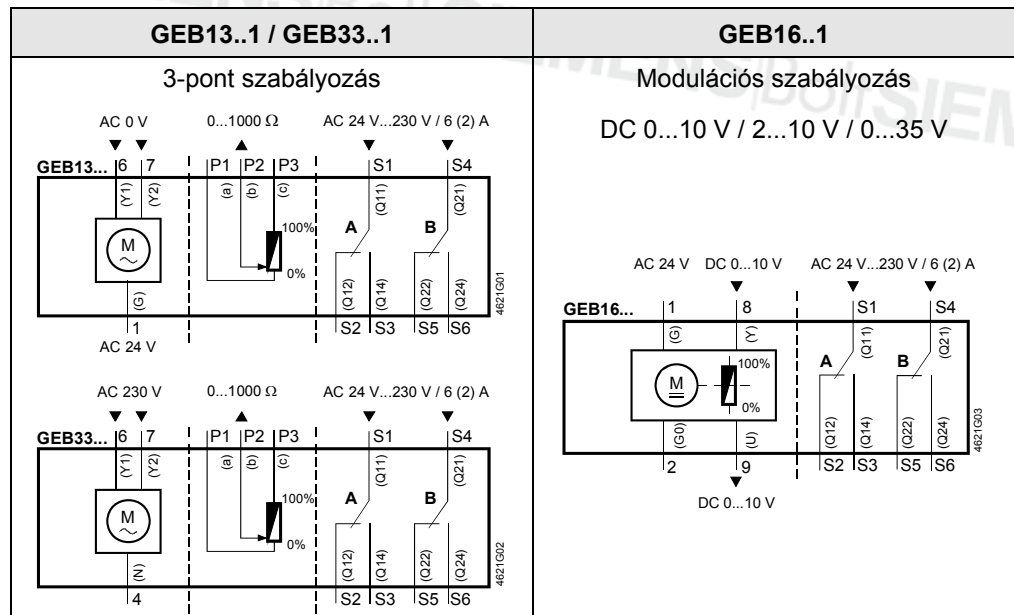 GEB13..1 / GEB33..1
GEB16..1
3-pont szabályozás
AC 0 V 0...1000 Ω AC 24 V...230 V / 6 (2) A
GEB13... 6 7 P1 P2 P3 S1 S4
(Y1) (Y2) (a) (b) (c) (Q11) (Q21)
A B
M
100%
0%
(G) (Q12) (Q14) (Q22) (Q24)
1 S2 S3 S5 S6
AC 24 V
4621G01
AC 230 V 0...1000 Ω AC 24 V...230 V / 6 (2) A
GEB33... 6 7 P1 P2 P3 S1 S4
(Y1) (Y2) (a) (b) (c) (Q11) (Q21)
A B
M
100%
0%
(N) (Q12) (Q14) (Q22) (Q24)
4 S2 S3 S5 S6
4621G02
Modulációs szabályozás
DC 0...10 V / 2...10 V / 0...35 V
AC 24 V DC 0...10 V AC 24 V...230 V / 6 (2) A
GEB16... 1 8 S1 S4
(G) (Y) (Q11) (Q21)
A B
M
100%
0%
(G0) (U) (Q12) (Q14) (Q22) (Q24)
2 9 S2 S3 S5 S6
DC 0...10 V
4621G03